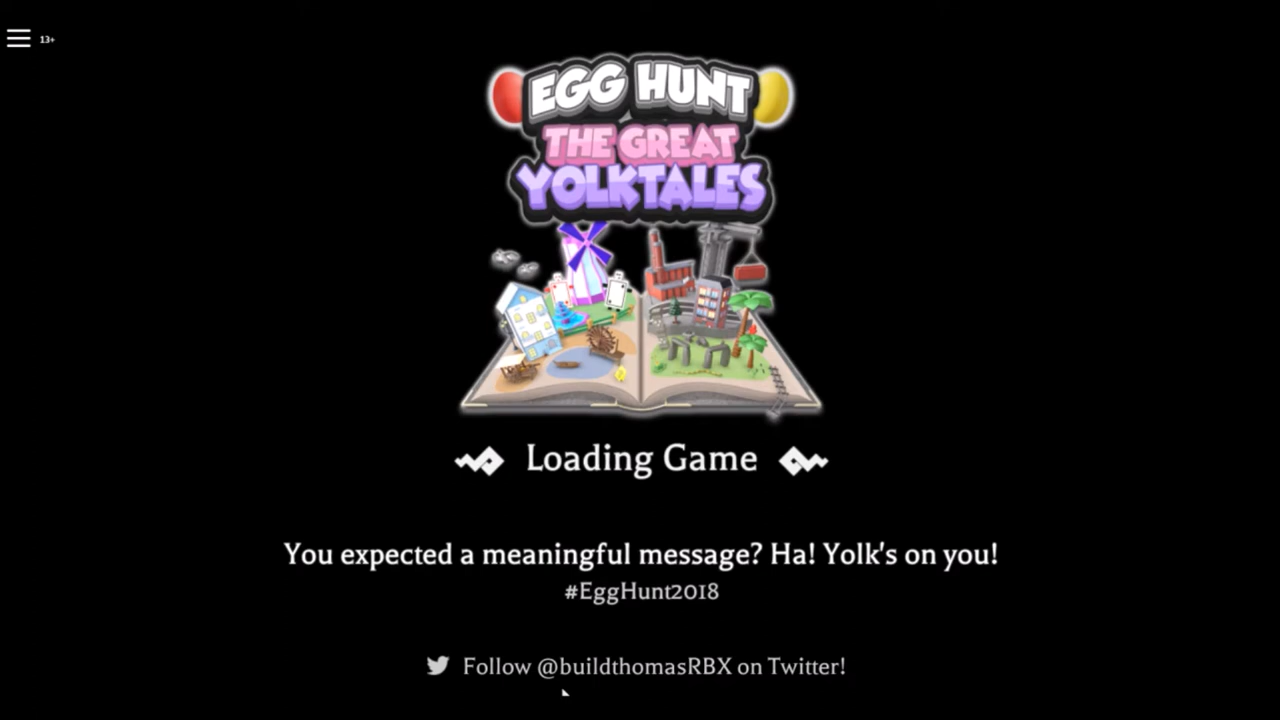 13+
EGG HUNT
THE GREAT
YOLKTALES
Loading Game
You expected a meaningful message? Ha! Yolk's on you!
#EggHunt2018
Follow @buildthomasRBX on Twitter!